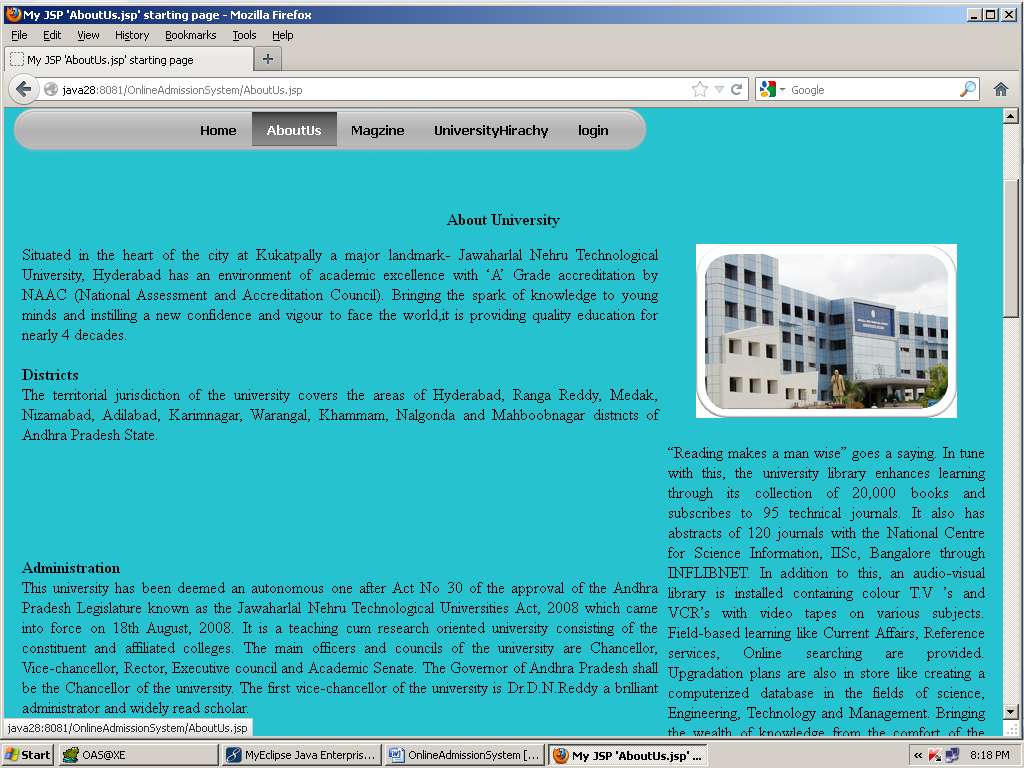 My JSP 'AboutUs.jsp' starting page - Mozilla Firefox
File Edit View History Bookmarks Tools Help
My JSP 'AboutUs.jsp' starting page
java28:8081/OnlineAdmissionSystem/AboutUs.jsp
Google
Home AboutUs Magzine UniversityHirachy login
About University
Situated in the heart of the city at Kukatpally a major landmark- Jawaharlal Nehru Technological
University, Hyderabad has an environment of academic excellence with ‘A’ Grade accreditation by
NAAC (National Assessment and Accreditation Council). Bringing the spark of knowledge to young
minds and instilling a new confidence and vigour to face the world,it is providing quality education for
nearly 4 decades.
Districts
The territorial jurisdiction of the university covers the areas of Hyderabad, Ranga Reddy, Medak,
Nizamabad, Adilabad, Karimnagar, Warangal, Khammam, Nalgonda and Mahboobnagar districts of
Andhra Pradesh State.
Administration
This university has been deemed an autonomous one after Act No 30 of the approval of the Andhra
Pradesh Legislature known as the Jawaharlal Nehru Technological Universities Act, 2008 which came
into force on 18th August, 2008. It is a teaching cum research oriented university consisting of the
constituent and affiliated colleges. The main officers and councils of the university are Chancellor,
Vice-chancellor, Rector, Executive council and Academic Senate. The Governor of Andhra Pradesh shall
be the Chancellor of the university. The first vice-chancellor of the university is Dr.D.N.Reddy a brilliant
administrator and widely read scholar.
“Reading makes a man wise” goes a saying. In tune
with this, the university library enhances learning
through its collection of 20,000 books and
subscribes to 95 technical journals. It also has
abstracts of 120 journals with the National Centre
for Science Information, IISc, Bangalore through
INFLIBNET. In addition to this, an audio-visual
library is installed containing colour T.V ’s and
VCR’s with video tapes on various subjects.
Field-based learning like Current Affairs, Reference
services, Online searching are provided.
Upgradation plans are also in store like creating a
computerized database in the fields of science,
Engineering, Technology and Management. Bringing
the wealth of knowledge from the comfort of the
java28:8081/OnlineAdmissionSystem/AboutUs.jsp
Start OAS@XE MyEclipse Java Enterpris... OnlineAdmissionSystem [... My JSP 'AboutUs.jsp' ... « 8:18 PM